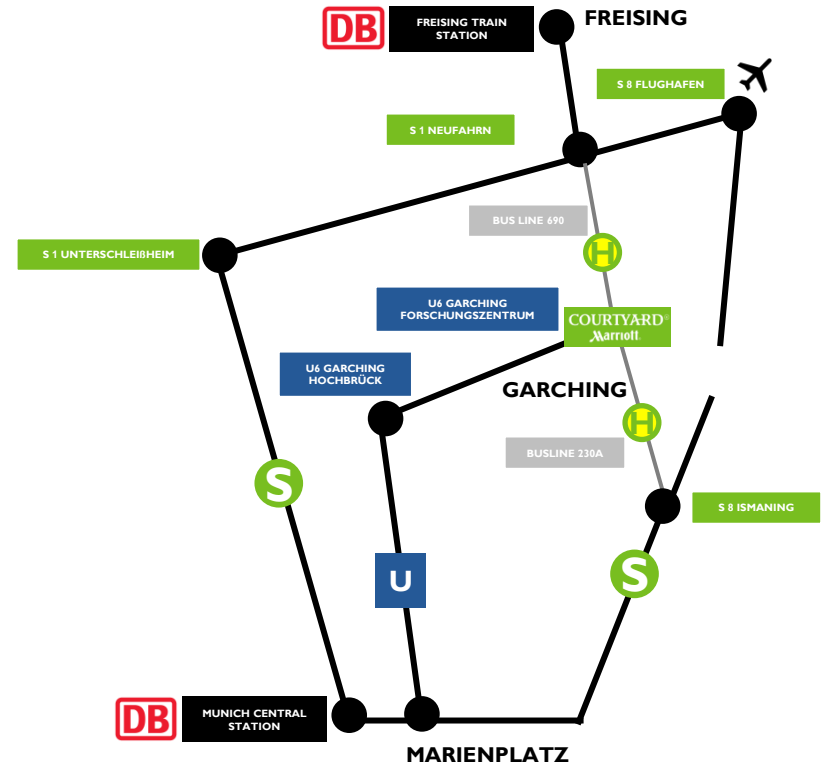 DB
FREISING TRAIN
STATION
FREISING
S 8 FLUGHAFEN
S 1 NEUFAHRN
BUS LINE 690
S 1 UNTERSCHLEIßHEIM
H
U6 GARCHING
FORSCHUNGSZENTRUM
COURTYARD®
Marriott.
U6 GARCHING
HOCHBRÜCK
GARCHING
H
BUSLINE 230A
S
S 8 ISMANING
S
U
DB
MUNICH CENTRAL
STATION
MARIENPLATZ